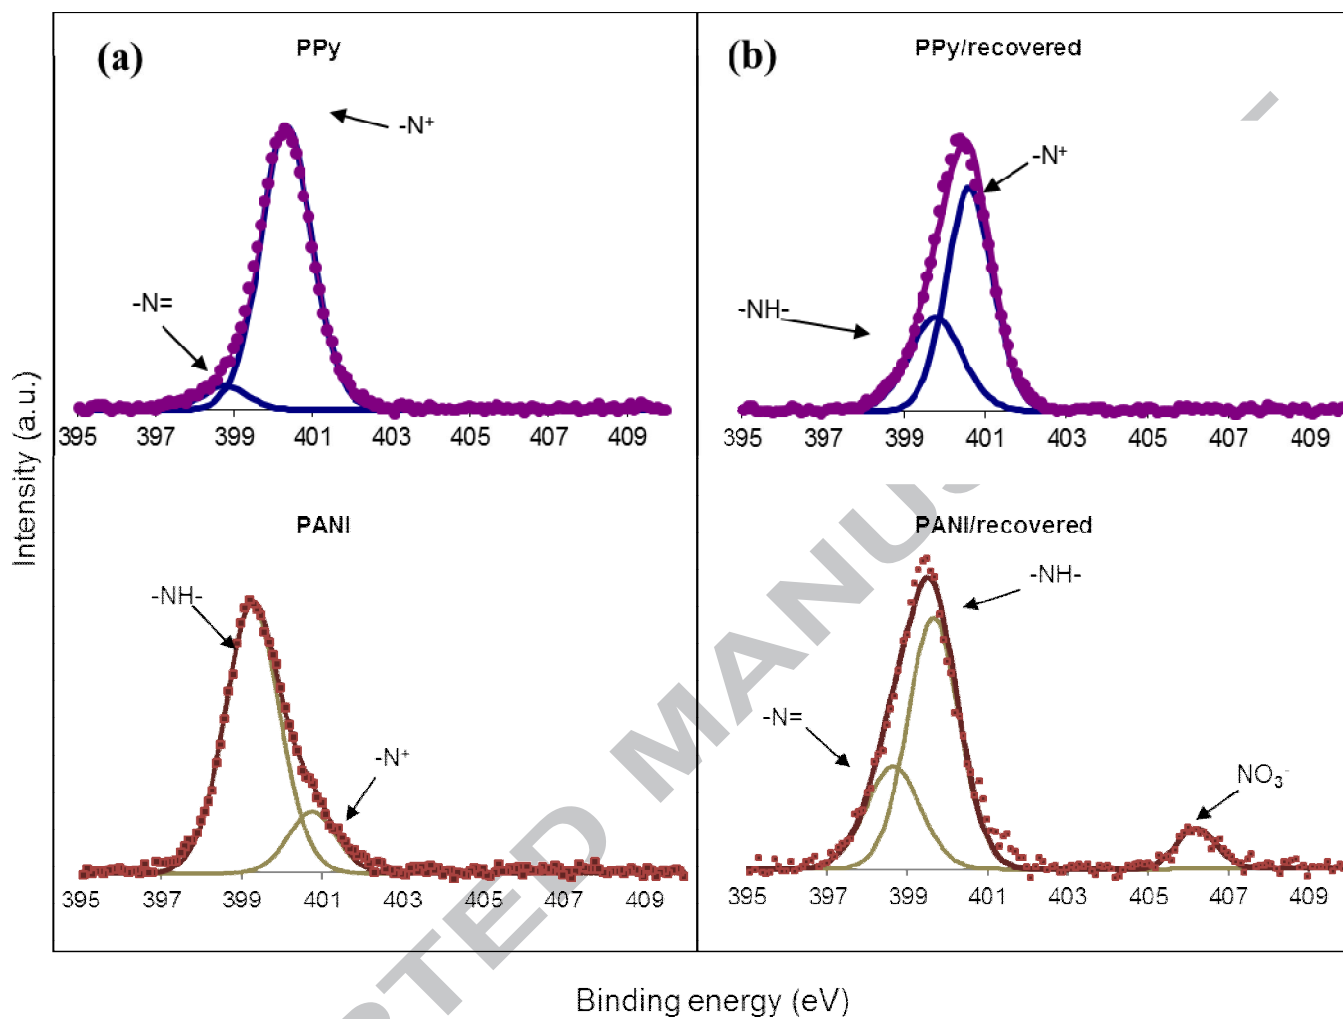 (a)
PPy
-N⁺
-N=
395 397 399 401 403 405 407 409
(b)
PPy/recovered
-N⁺
-NH-
395 397 399 401 403 405 407 409
Intensity (a.u.)
PANI
-NH-
-N⁺
395 397 399 401 403 405 407 409
PANI/recovered
-NH-
-N=
NO₃⁻
395 397 399 401 403 405 407 409
Binding energy (eV)
RTED MANUS